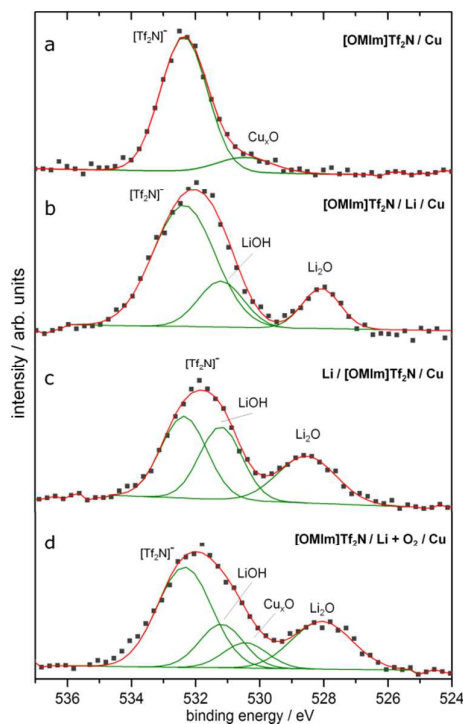 a
[OMIm]Tf₂N / Cu
[Tf₂N]⁻
CuₓO
b
[OMIm]Tf₂N / Li / Cu
[Tf₂N]⁻
LiOH
Li₂O
c
Li / [OMIm]Tf₂N / Cu
[Tf₂N]⁻
LiOH
Li₂O
d
[OMIm]Tf₂N / Li + O₂ / Cu
[Tf₂N]⁻
LiOH
CuₓO
Li₂O
intensity / arb. units
536 534 532 530 528 526 524
binding energy / eV